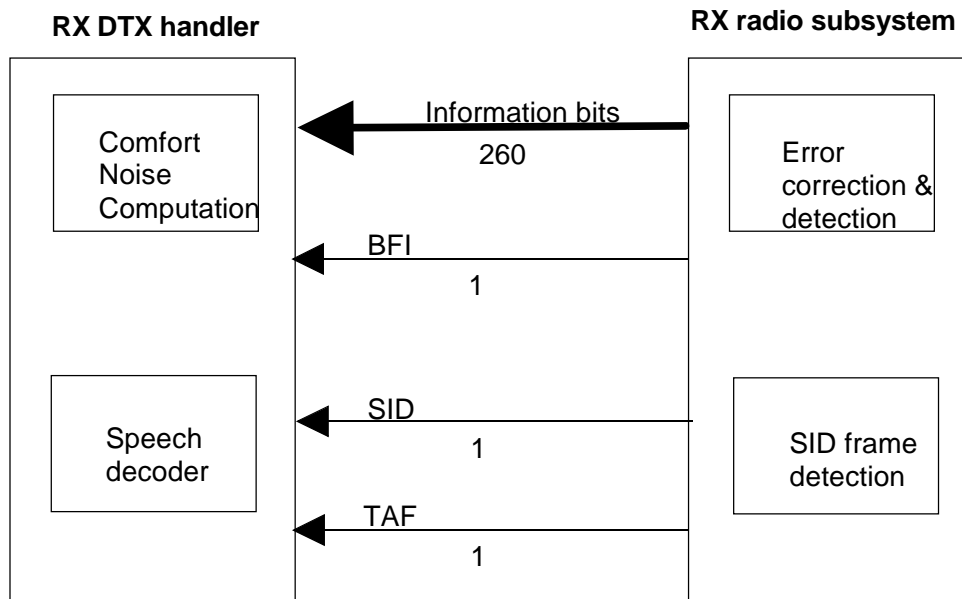 RX DTX handler
RX radio subsystem
Information bits
260
Comfort
Noise
Computation
Error
correction &
detection
BFI
1
SID
1
Speech
decoder
SID frame
detection
TAF
1